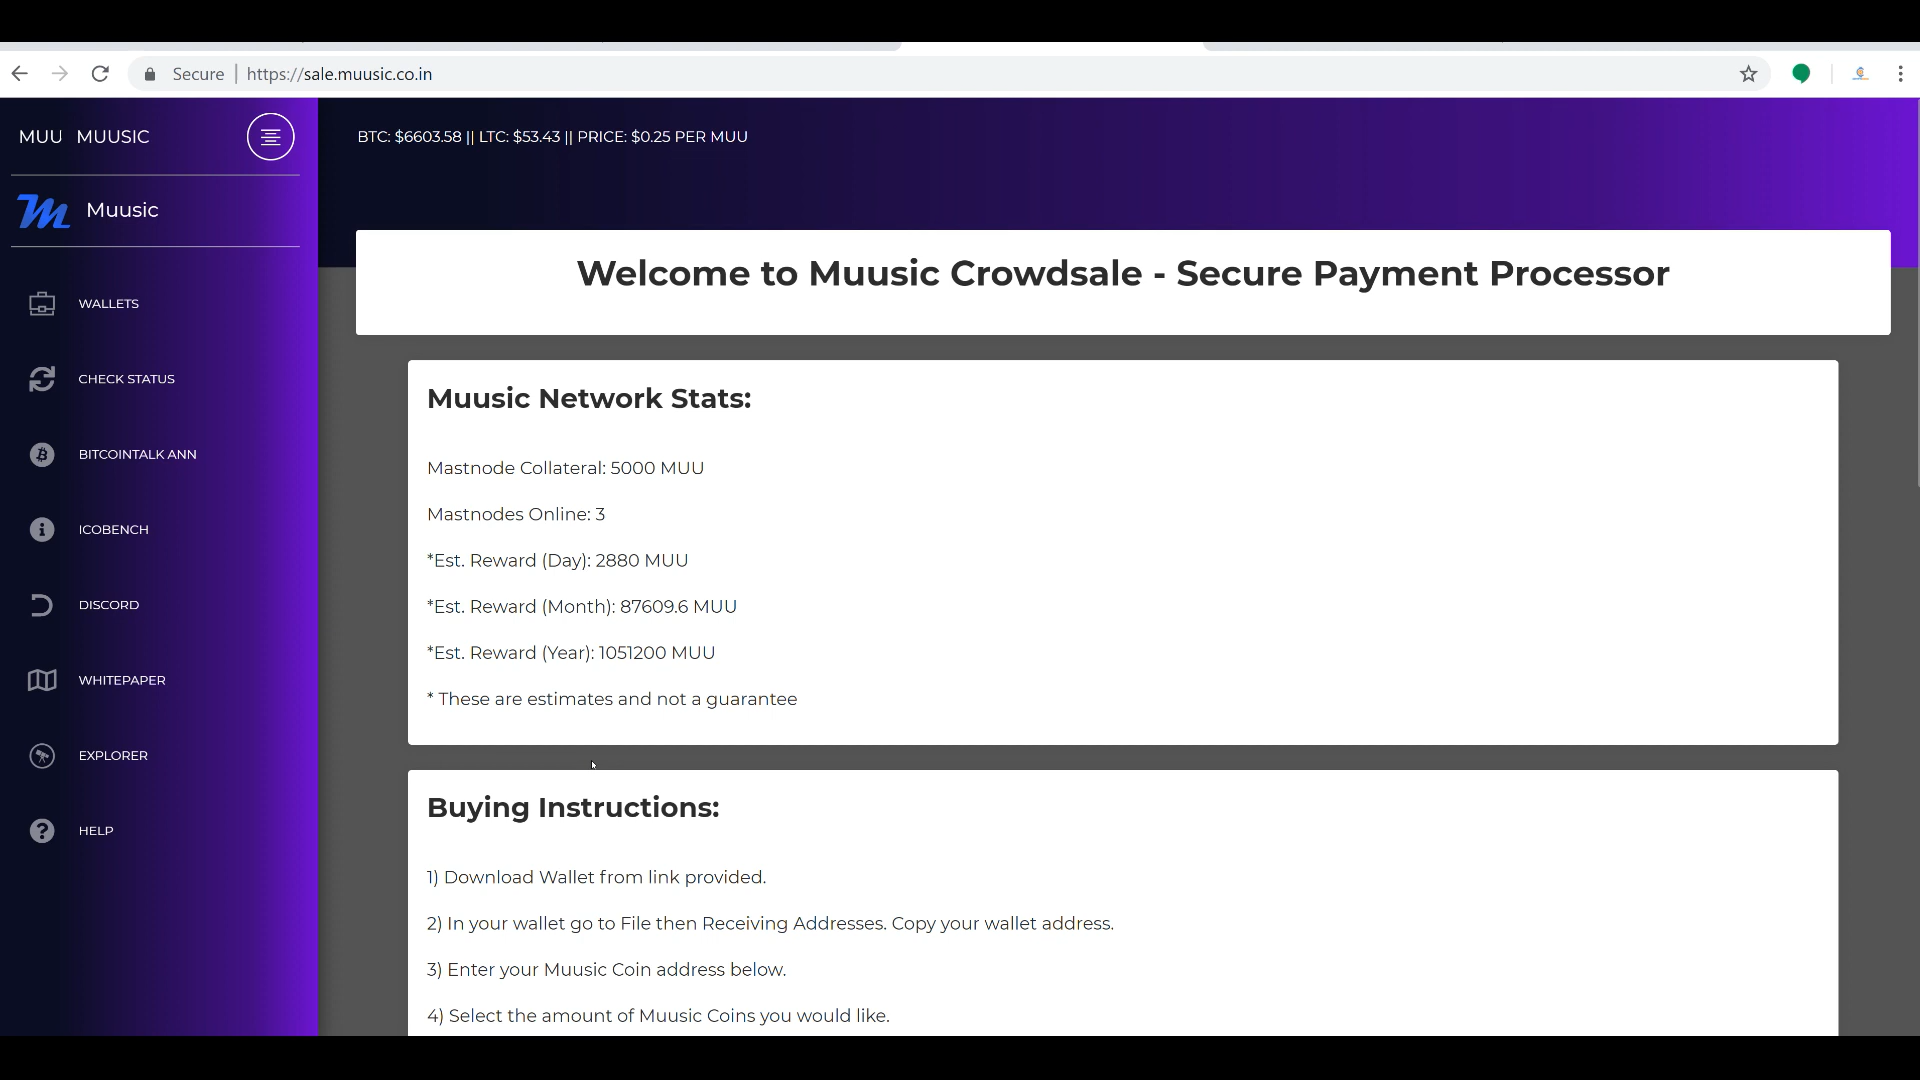 Secure | https://sale.muusic.co.in
MUU MUUSIC
BTC: $6603.58 || LTC: $53.43 || PRICE: $0.25 PER MUU
Muusic
WALLETS
CHECK STATUS
BITCOINTALK ANN
ICOBENCH
DISCORD
WHITEPAPER
EXPLORER
HELP
Welcome to Muusic Crowdsale - Secure Payment Processor
Muusic Network Stats:
Mastnode Collateral: 5000 MUU
Mastnodes Online: 3
*Est. Reward (Day): 2880 MUU
*Est. Reward (Month): 87609.6 MUU
*Est. Reward (Year): 1051200 MUU
* These are estimates and not a guarantee
Buying Instructions:
1) Download Wallet from link provided.
2) In your wallet go to File then Receiving Addresses. Copy your wallet address.
3) Enter your Muusic Coin address below.
4) Select the amount of Muusic Coins you would like.